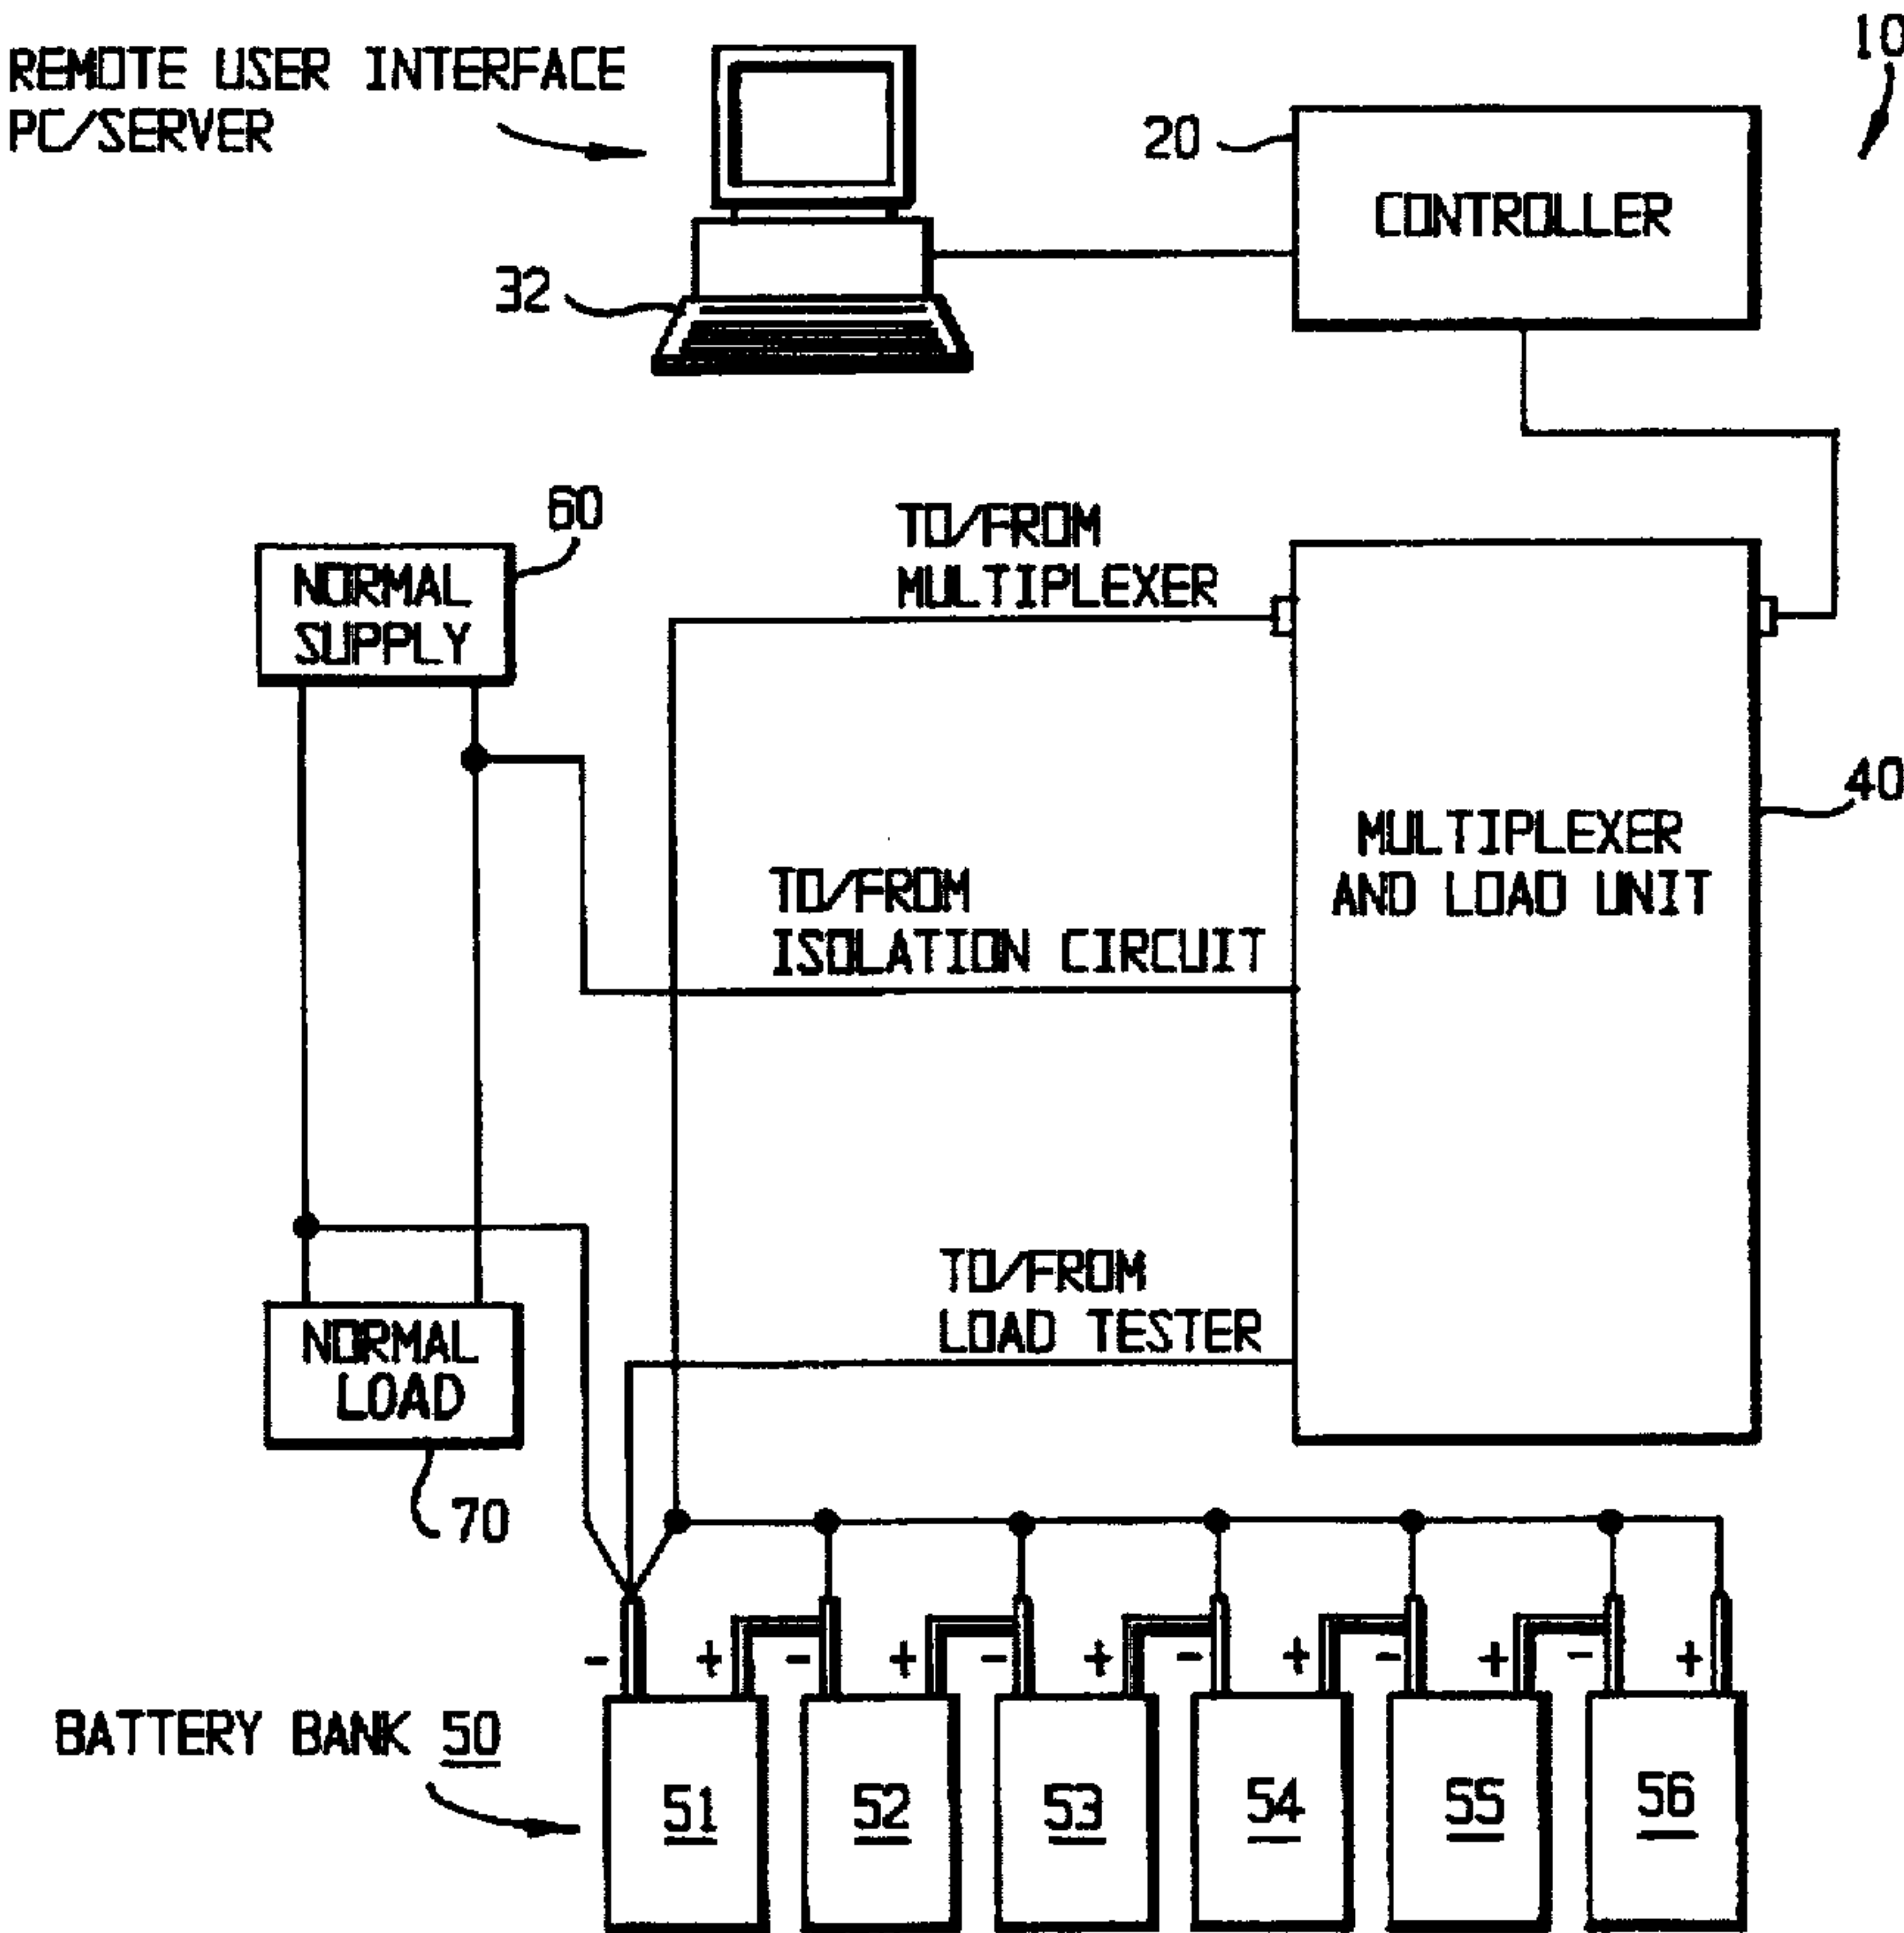 10
REMOTE USER INTERFACE
PC/SERVER
20
CONTROLLER
32
60
NORMAL
SUPPLY
TO/FROM
MULTIPLEXER
40
MULTIPLEXER
AND LOAD UNIT
TO/FROM
ISOLATION CIRCUIT
TO/FROM
LOAD TESTER
NORMAL
LOAD
70
- + - + - + - + - + - +
BATTERY BANK 50
51 52 53 54 55 56